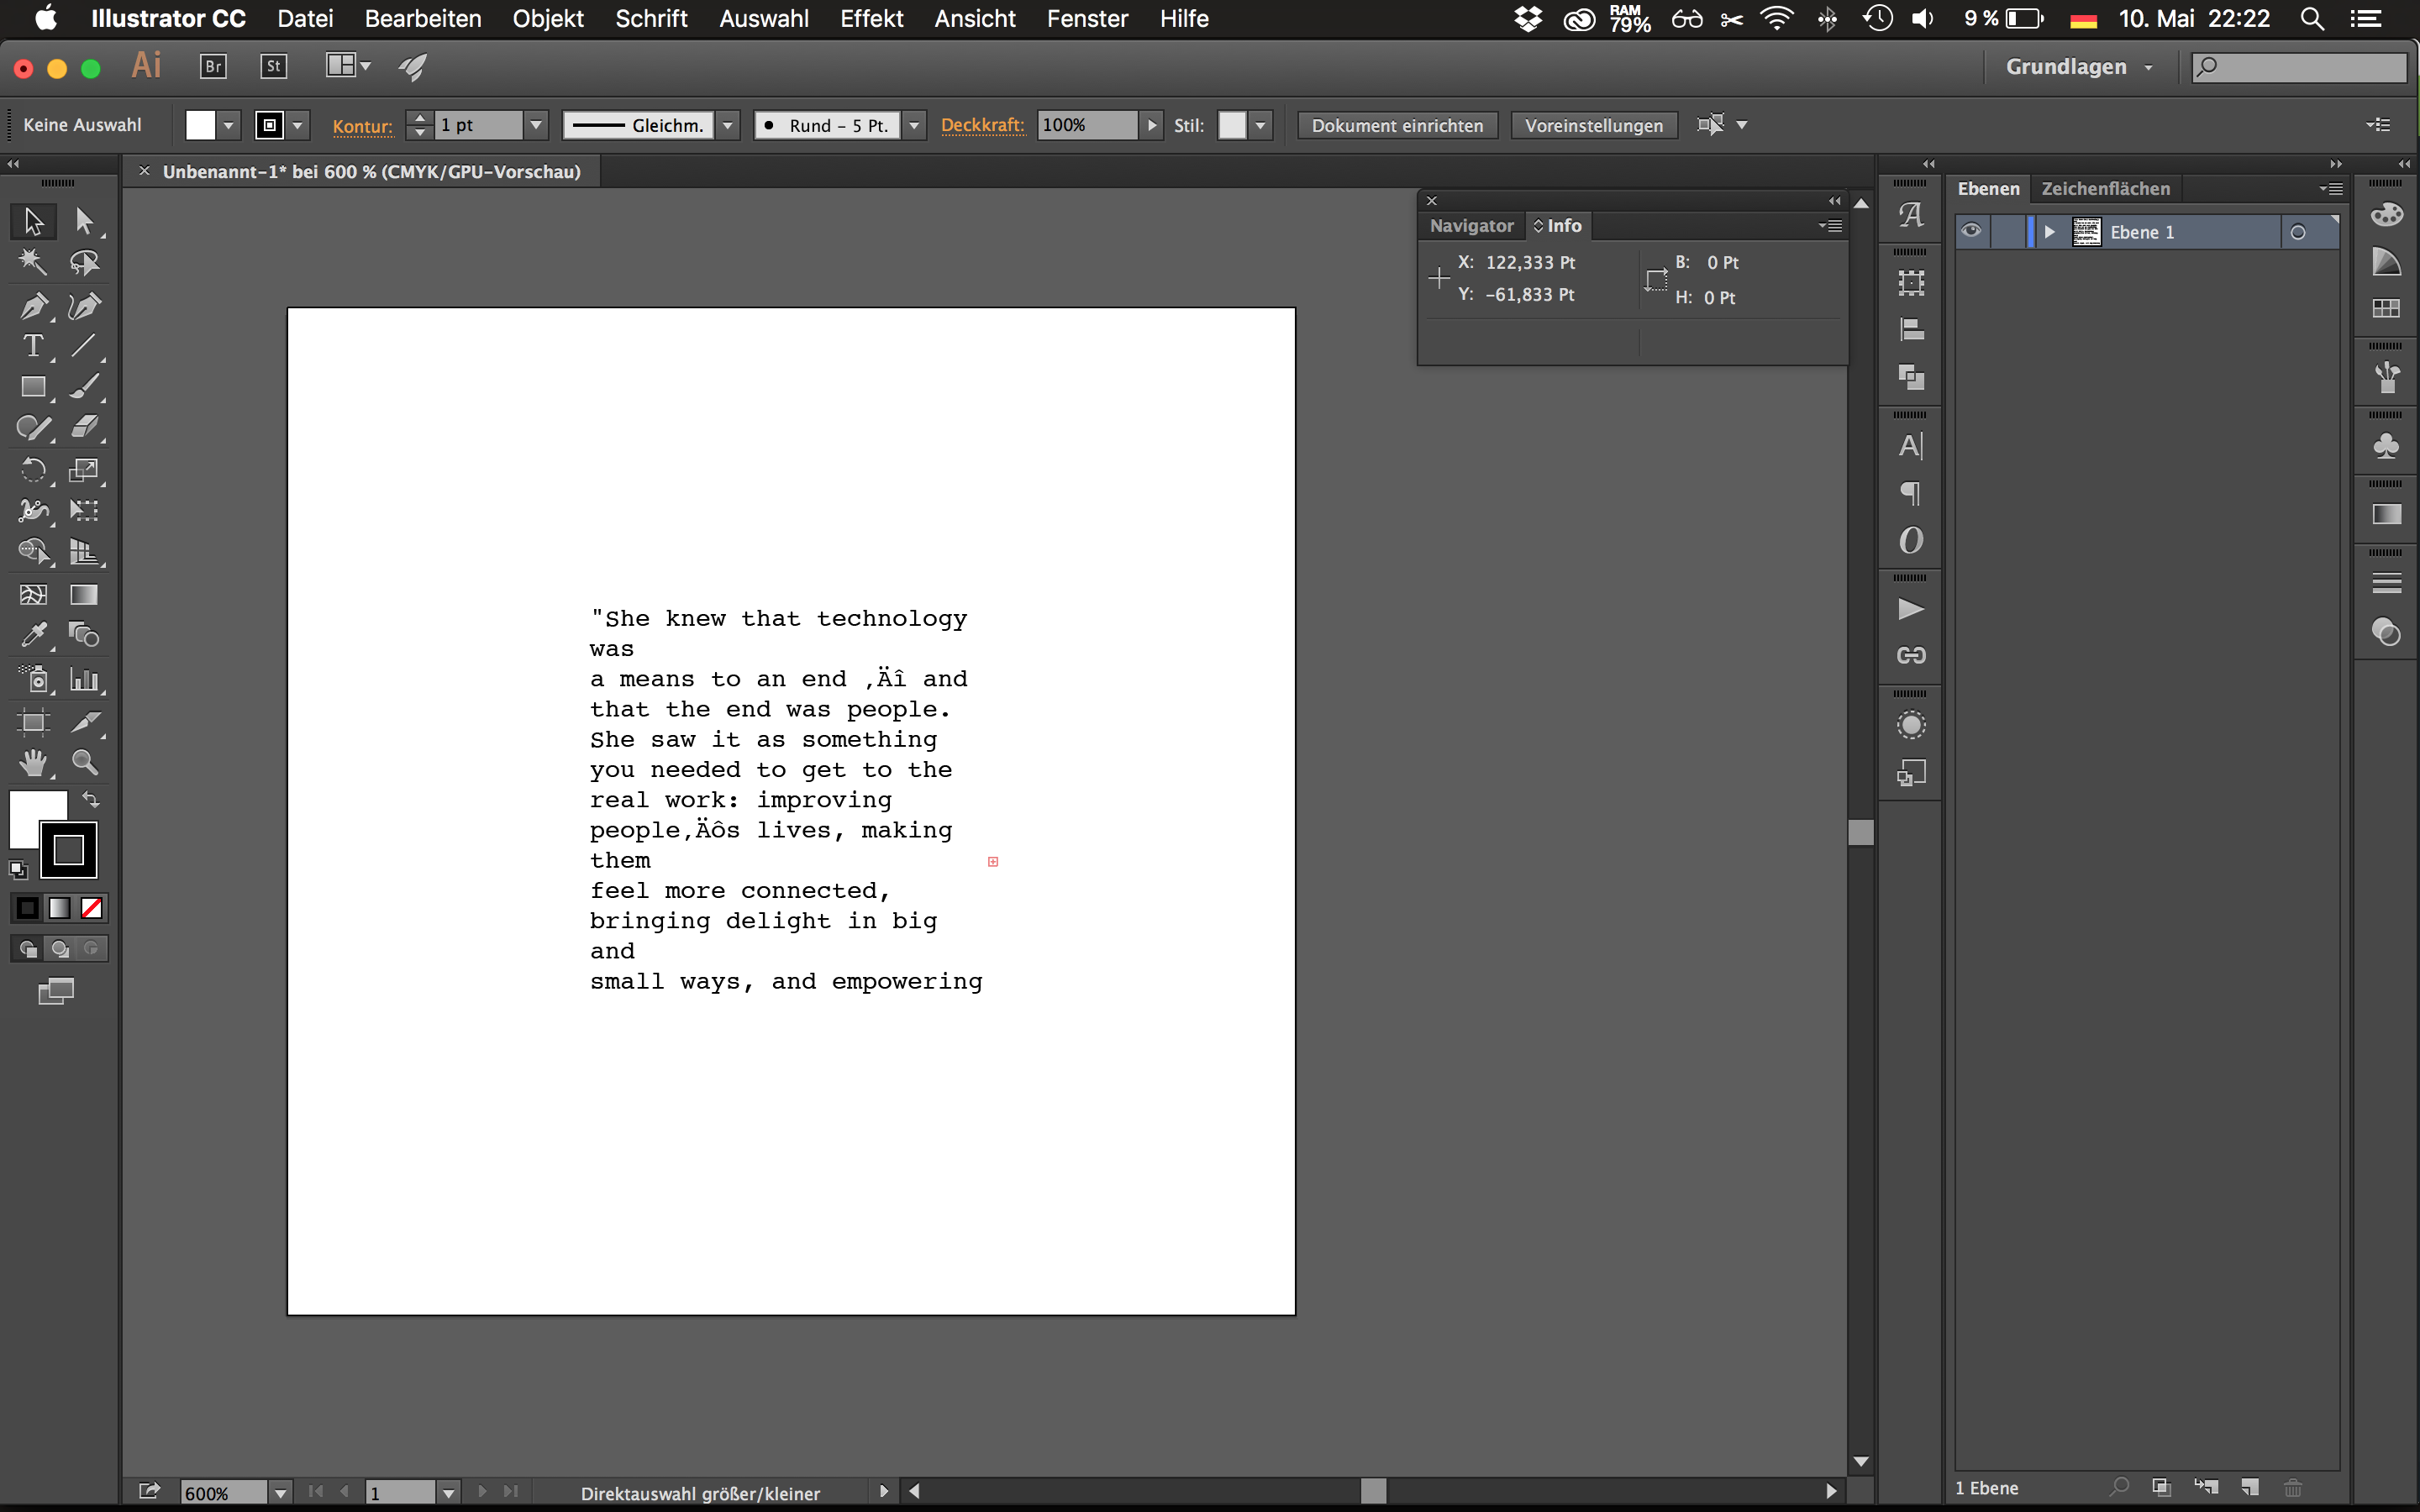 Illustrator CC Datei Bearbeiten Objekt Schrift Auswahl Effekt Ansicht Fenster Hilfe RAM 79% 9 % 10. Mai 22:22
Ai Br St Grundlagen
Keine Auswahl Kontur: 1 pt Gleichm. Rund - 5 Pt. Deckkraft: 100% Stil: Dokument einrichten Voreinstellungen
Unbenannt-1* bei 600 % (CMYK/GPU-Vorschau)
Navigator Info
X: 122,333 Pt B: 0 Pt
Y: -61,833 Pt H: 0 Pt
Ebenen Zeichenflächen
Ebene 1
"She knew that technology
was
a means to an end ‚Äî and
that the end was people.
She saw it as something
you needed to get to the
real work: improving
people‚Äôs lives, making
them
feel more connected,
bringing delight in big
and
small ways, and empowering
600% 1 Direktauswahl größer/kleiner
1 Ebene